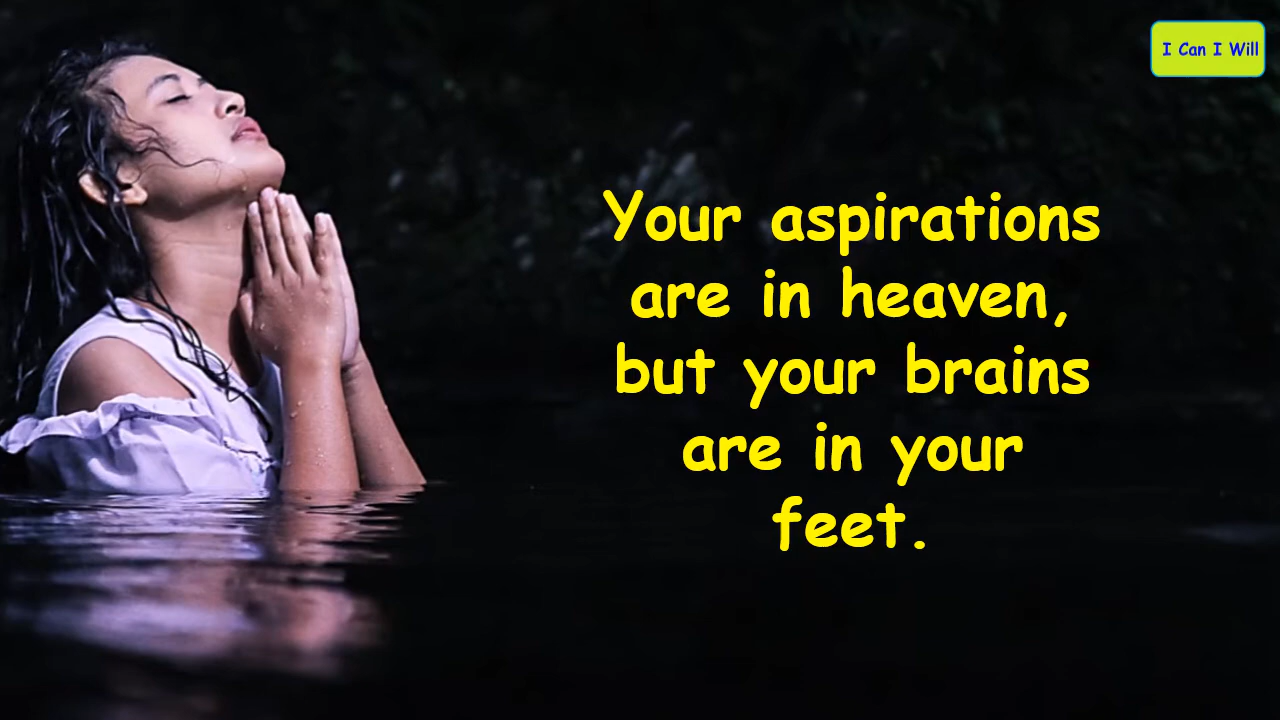 I Can I Will
Your aspirations
are in heaven,
but your brains
are in your
feet.